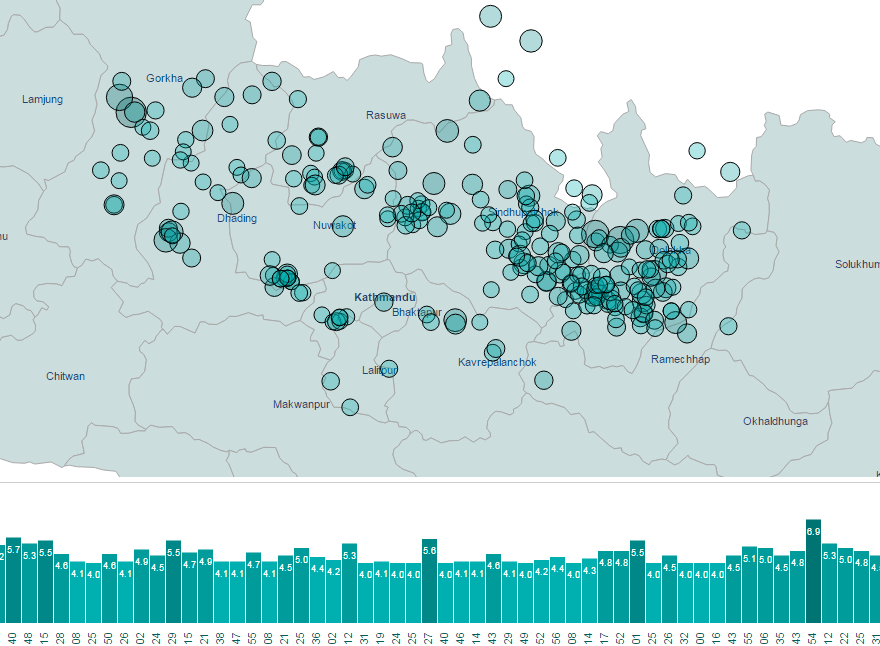 Gorkha
Lamjung
Rasuwa
Sindhupalchok
Dhading
Nuwakot
Dolakha
Solukhum
Kathmandu
Bhaktapur
Ramechhap
Kavrepalanchok
Lalitpur
Chitwan
Makwanpur
Okhaldhunga
2 5.7 5.3 5.5 4.6 4.1 4.0 4.6 4.1 4.9 4.5 5.5 4.7 4.9 4.1 4.1 4.7 4.1 4.5 5.0 4.4 4.2 5.3 4.0 4.1 4.0 4.0 5.6 4.0 4.1 4.1 4.6 4.1 4.0 4.2 4.4 4.0 4.3 4.8 4.8 5.5 4.0 4.5 4.0 4.0 4.0 4.5 5.1 5.0 4.5 4.8 6.9 5.3 5.0 4.8 4.5
40 48 15 28 08 25 50 26 02 24 29 15 21 38 47 55 08 21 25 36 02 12 31 19 24 25 27 40 46 14 43 29 49 52 56 08 14 17 52 01 25 26 32 00 16 43 55 06 35 43 54 12 22 25 31